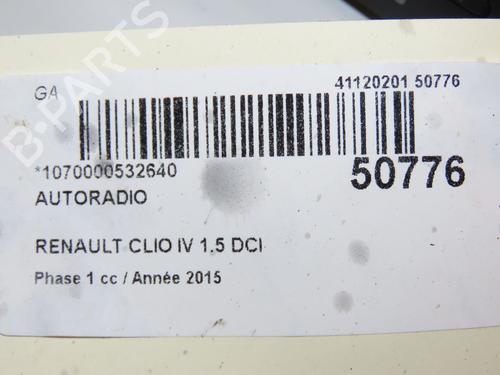 GA
41120201 50776
*1070000532640
50776
AUTORADIO
RENAULT CLIO IV 1.5 DCI
Phase 1 cc / Année 2015
B-PARTS